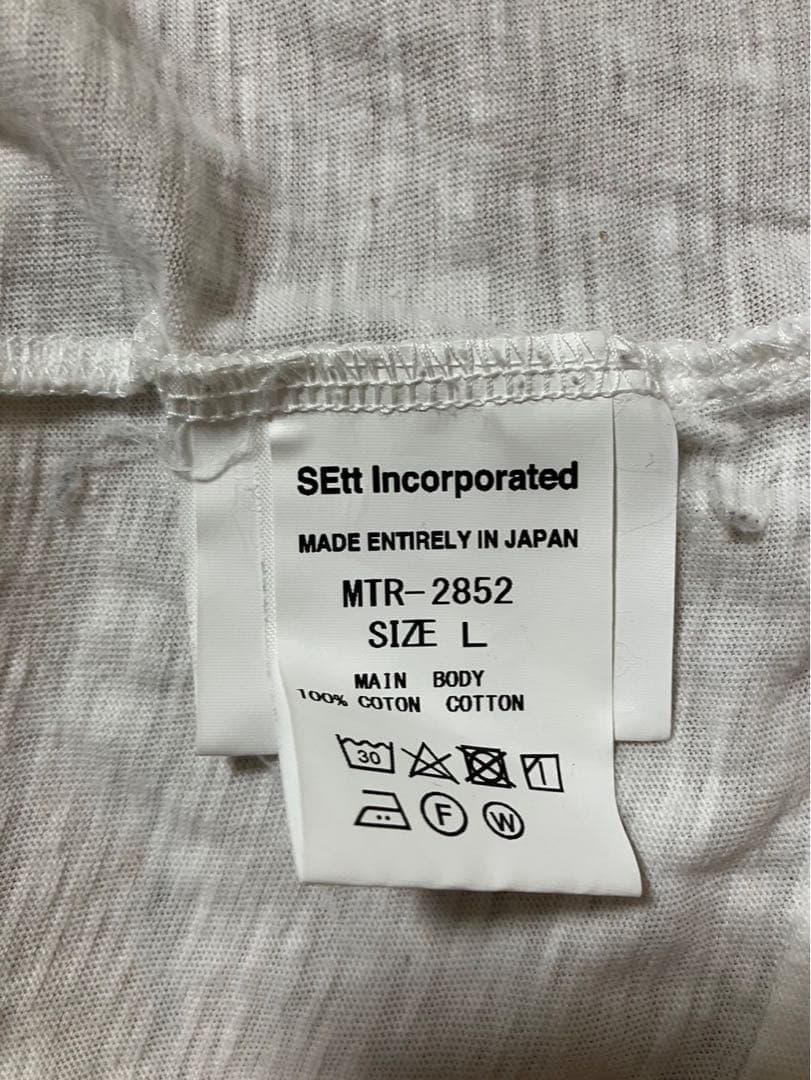 SEtt Incorporated
MADE ENTIRELY IN JAPAN
MTR-2852
SIZE L
MAIN BODY
100% COTON COTTON
30
F W